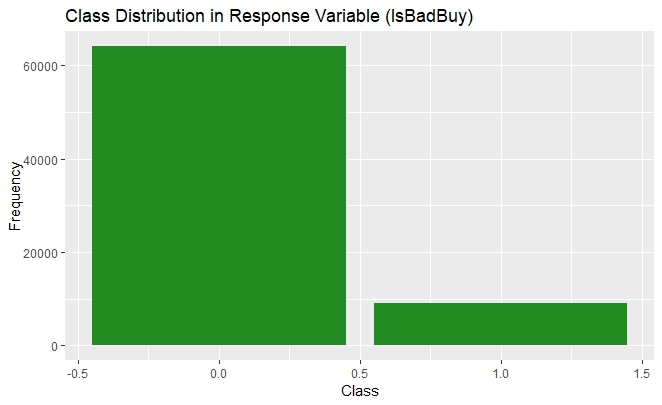 Class Distribution in Response Variable (IsBadBuy)
Frequency
60000
40000
20000
0
-0.5 0.0 0.5 1.0 1.5
Class